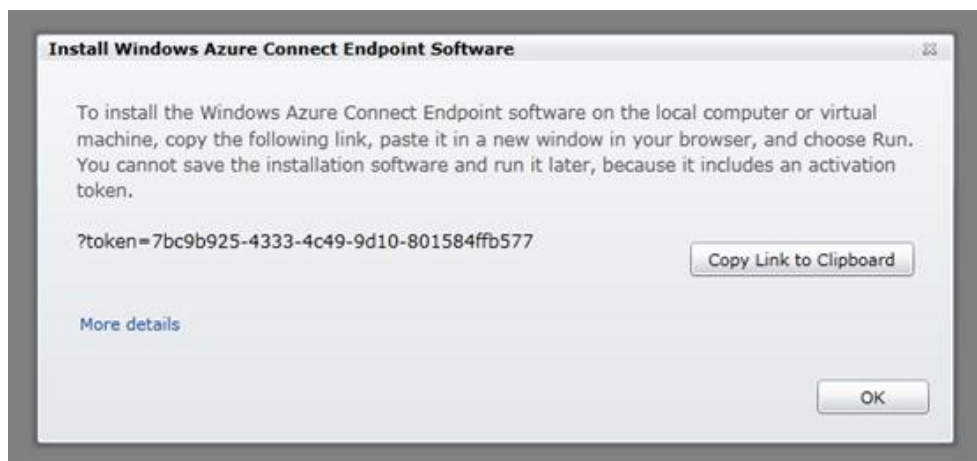 Install Windows Azure Connect Endpoint Software
To install the Windows Azure Connect Endpoint software on the local computer or virtual
machine, copy the following link, paste it in a new window in your browser, and choose Run.
You cannot save the installation software and run it later, because it includes an activation
token.
?token=7bc9b925-4333-4c49-9d10-801584ffb577
Copy Link to Clipboard
More details
OK